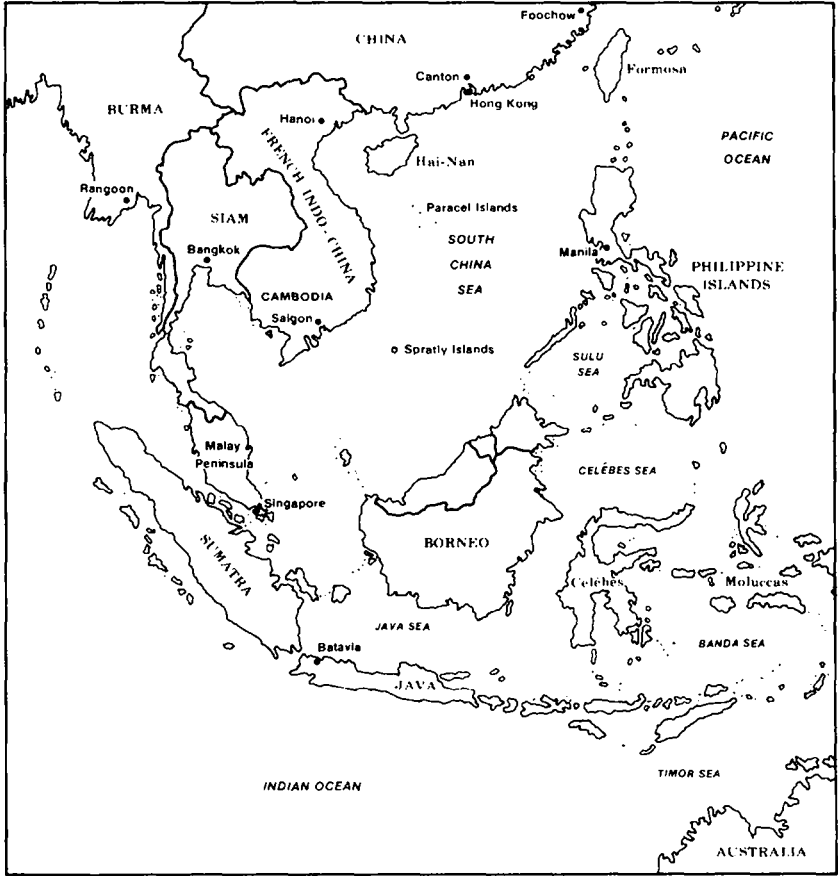 Foochow
CHINA
Formosa
Canton
Hong Kong
BURMA
Hanoi
PACIFIC
OCEAN
Hai-Nan
FRENCH INDO-CHINA
Rangoon
Paracel Islands
SIAM
SOUTH
CHINA
SEA
Bangkok
Manila
PHILIPPINE
ISLANDS
CAMBODIA
Saigon
Spratly Islands
SULU
SEA
Malay
Peninsula
CELÉBES SEA
Singapore
SUMATRA
BORNEO
Celébes
Moluccas
JAVA SEA
BANDA SEA
Batavia
JAVA
TIMOR SEA
INDIAN OCEAN
AUSTRALIA